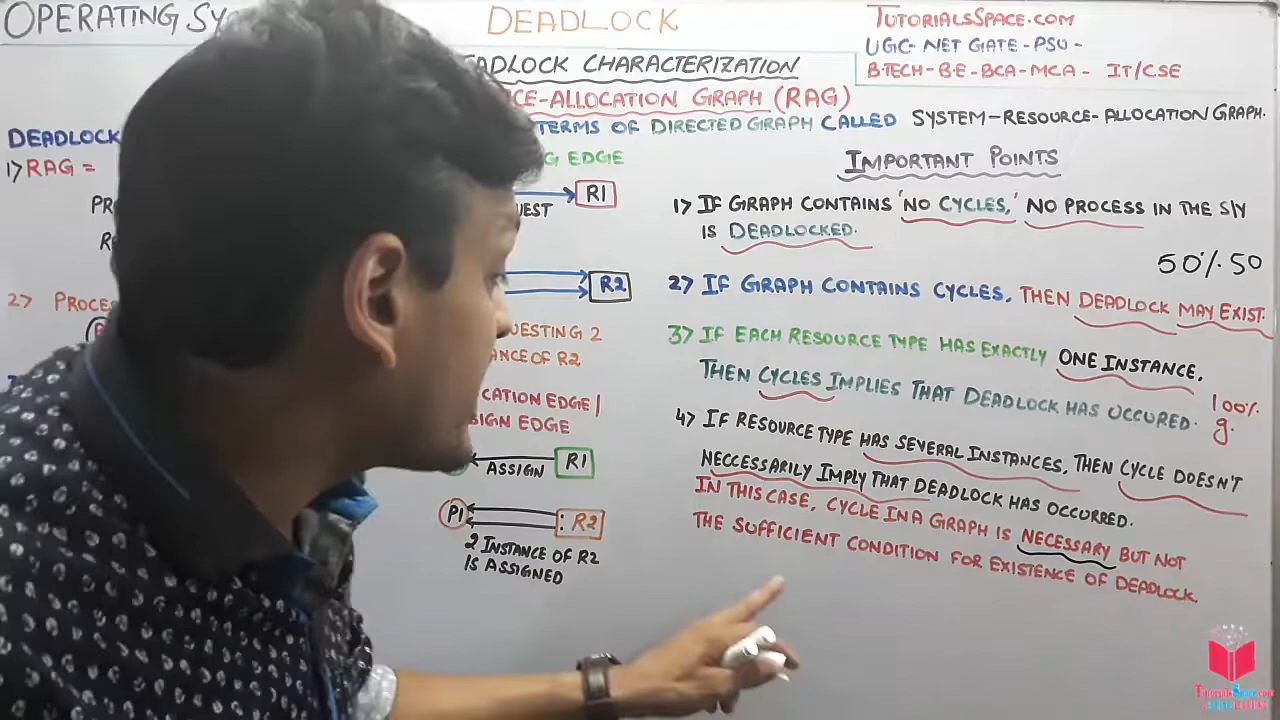 OPERATING SY
DEADLOCK
TUTORIALSSPACE.COM
UGC-NET GATE-PSU-
B.TECH-B.E-BCA-MCA- IT/CSE
ADLOCK CHARACTERIZATION
CE-ALLOCATION GRAPH (RAG)
TERMS OF DIRECTED GRAPH CALLED SYSTEM-RESOURCE-ALLOCATION GRAPH.
DEADLOCK
1) RAG =
PR
R
2) PROCE
G EDGE
R1
UEST
R2
UESTING 2
ANCE OF R2
CATION EDGE |
SIGN EDGE
R1
ASSIGN
P1
: R2
2 INSTANCE OF R2
IS ASSIGNED
IMPORTANT POINTS
1) IF GRAPH CONTAINS 'NO CYCLES,' NO PROCESS IN THE S/Y
IS DEADLOCKED.
50%. 50
2) IF GRAPH CONTAINS CYCLES, THEN DEADLOCK MAY EXIST.
3) IF EACH RESOURCE TYPE HAS EXACTLY ONE INSTANCE,
THEN CYCLES IMPLIES THAT DEADLOCK HAS OCCURED.
100%
4) IF RESOURCE TYPE HAS SEVERAL INSTANCES, THEN CYCLE DOESN'T
NECCESSARILY IMPLY THAT DEADLOCK HAS OCCURRED.
IN THIS CASE, CYCLE IN A GRAPH IS NECESSARY BUT NOT
THE SUFFICIENT CONDITION FOR EXISTENCE OF DEADLOCK